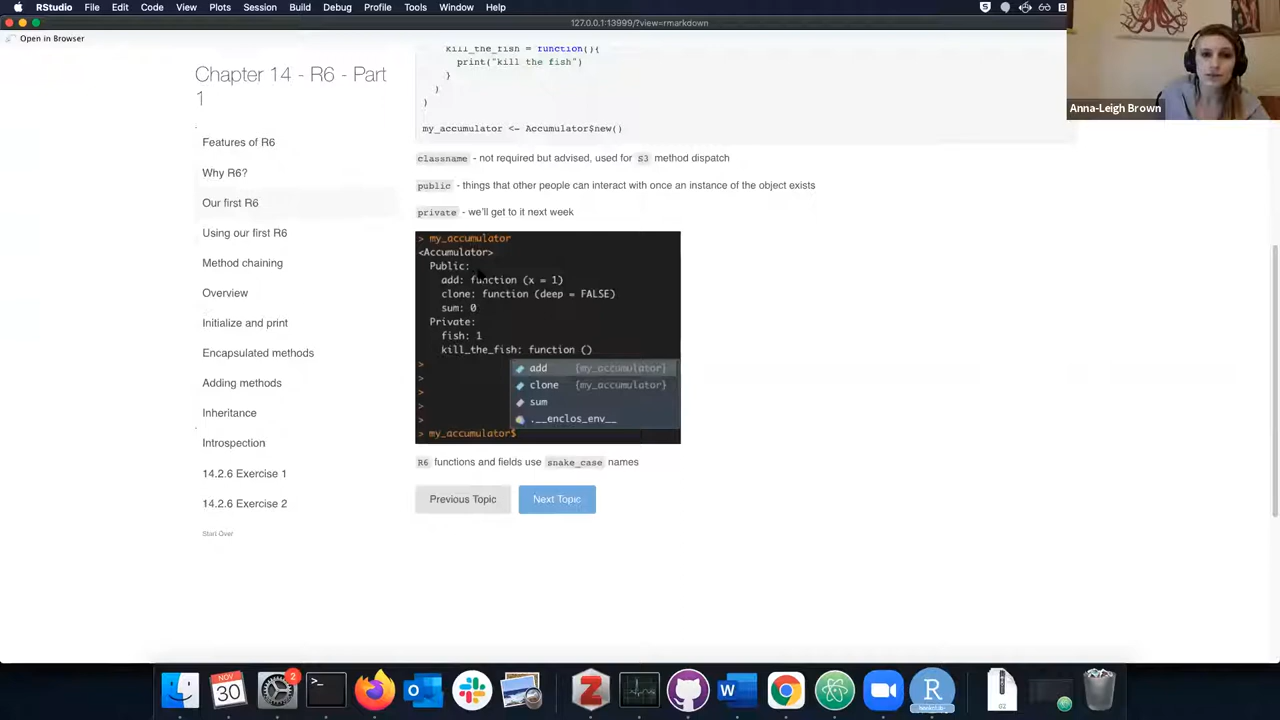 RStudio File Edit Code View Plots Session Build Debug Profile Tools Window Help
127.0.0.1:13999/?view=rmarkdown
Open in Browser
Anna-Leigh Brown
Chapter 14 - R6 - Part
1
Features of R6
Why R6?
Our first R6
Using our first R6
Method chaining
Overview
Initialize and print
Encapsulated methods
Adding methods
Inheritance
Introspection
14.2.6 Exercise 1
14.2.6 Exercise 2
Start Over
kill_the_fish = function(){
print("kill the fish")
}
)
)
my_accumulator <- Accumulator$new()
classname - not required but advised, used for S3 method dispatch
public - things that other people can interact with once an instance of the object exists
private - we'll get to it next week
> my_accumulator
<Accumulator>
Public:
add: function (x = 1)
clone: function (deep = FALSE)
sum: 0
Private:
fish: 1
kill_the_fish: function ()
>
>
>
>
>
add {my_accumulator}
clone {my_accumulator}
sum
.__enclos_env__
> my_accumulator$
R6 functions and fields use snake_case names
Previous Topic
Next Topic
NOV
30
2
>_
O
Z
W
R